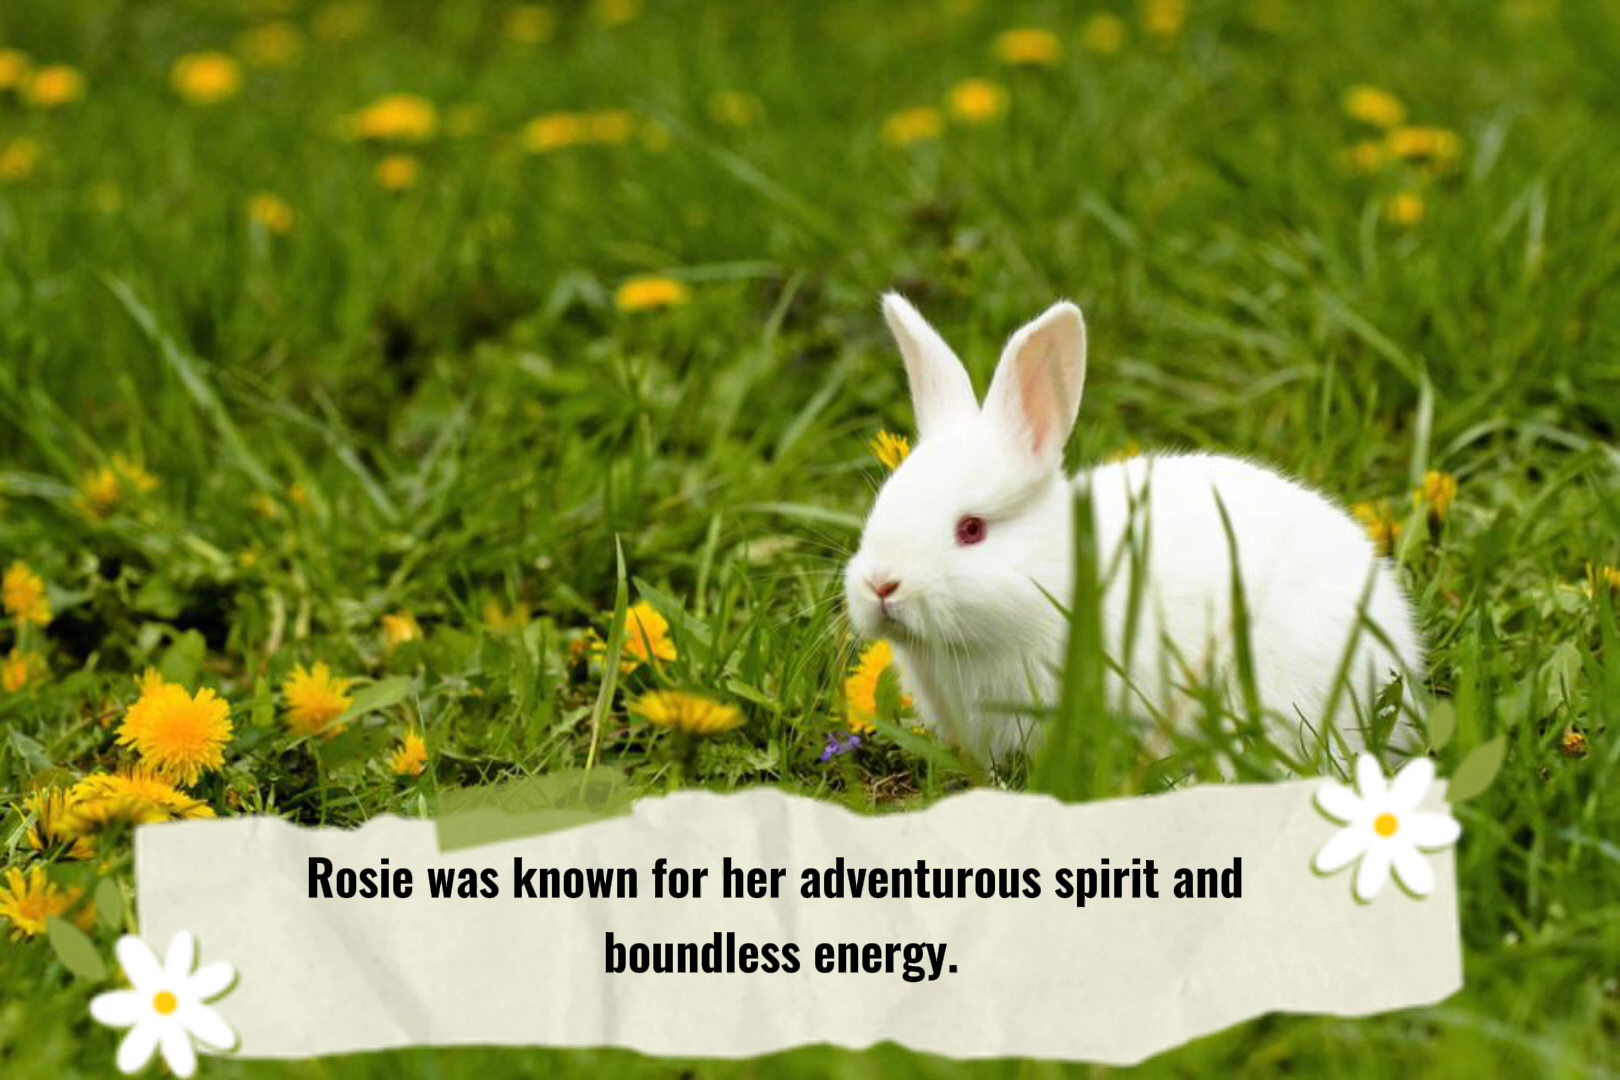 Rosie was known for her adventurous spirit and
boundless energy.